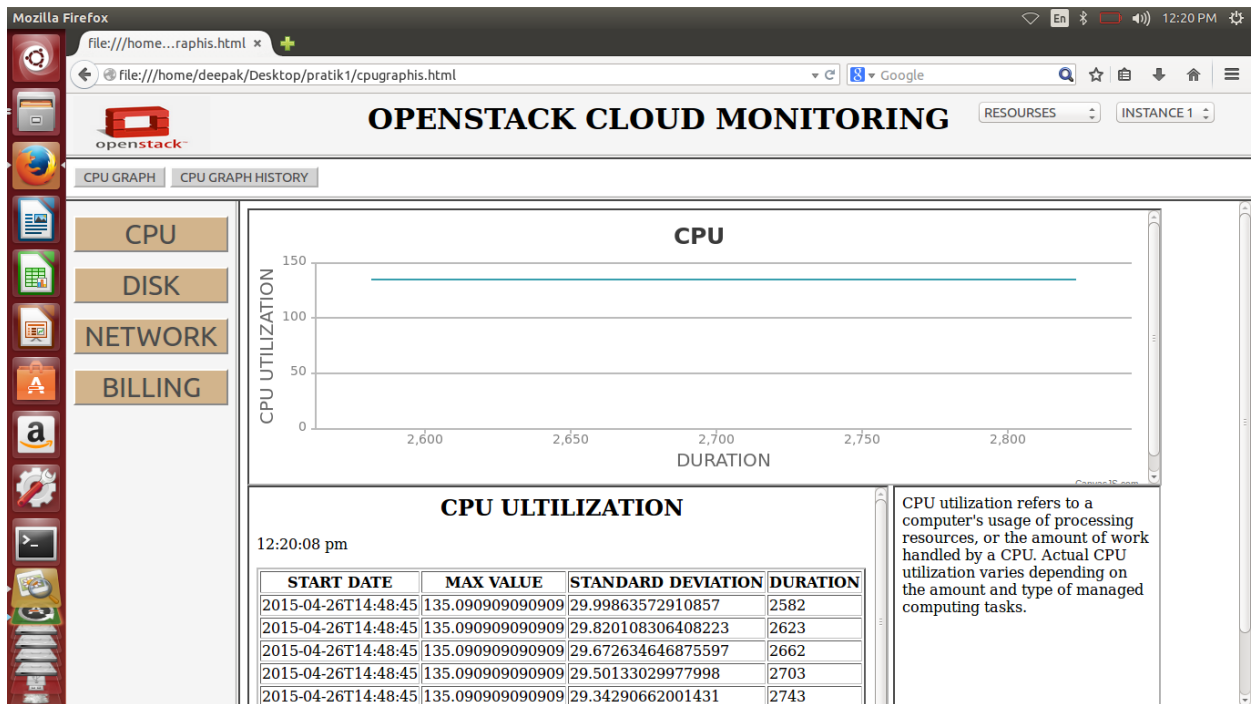 Mozilla Firefox
En
12:20 PM
file:///home...raphis.html
file:///home/deepak/Desktop/pratik1/cpugraphis.html
Google
openstack
OPENSTACK CLOUD MONITORING
RESOURSES
INSTANCE 1
CPU GRAPH
CPU GRAPH HISTORY
CPU
DISK
NETWORK
BILLING
CPU
CPU UTILIZATION
150
100
50
0
2,600 2,650 2,700 2,750 2,800
DURATION
CanvasJS.com
CPU ULTILIZATION
12:20:08 pm
START DATE MAX VALUE STANDARD DEVIATION DURATION
2015-04-26T14:48:45 135.090909090909 29.99863572910857 2582
2015-04-26T14:48:45 135.090909090909 29.820108306408223 2623
2015-04-26T14:48:45 135.090909090909 29.672634646875597 2662
2015-04-26T14:48:45 135.090909090909 29.50133029977998 2703
2015-04-26T14:48:45 135.090909090909 29.34290662001431 2743
CPU utilization refers to a
computer's usage of processing
resources, or the amount of work
handled by a CPU. Actual CPU
utilization varies depending on
the amount and type of managed
computing tasks.